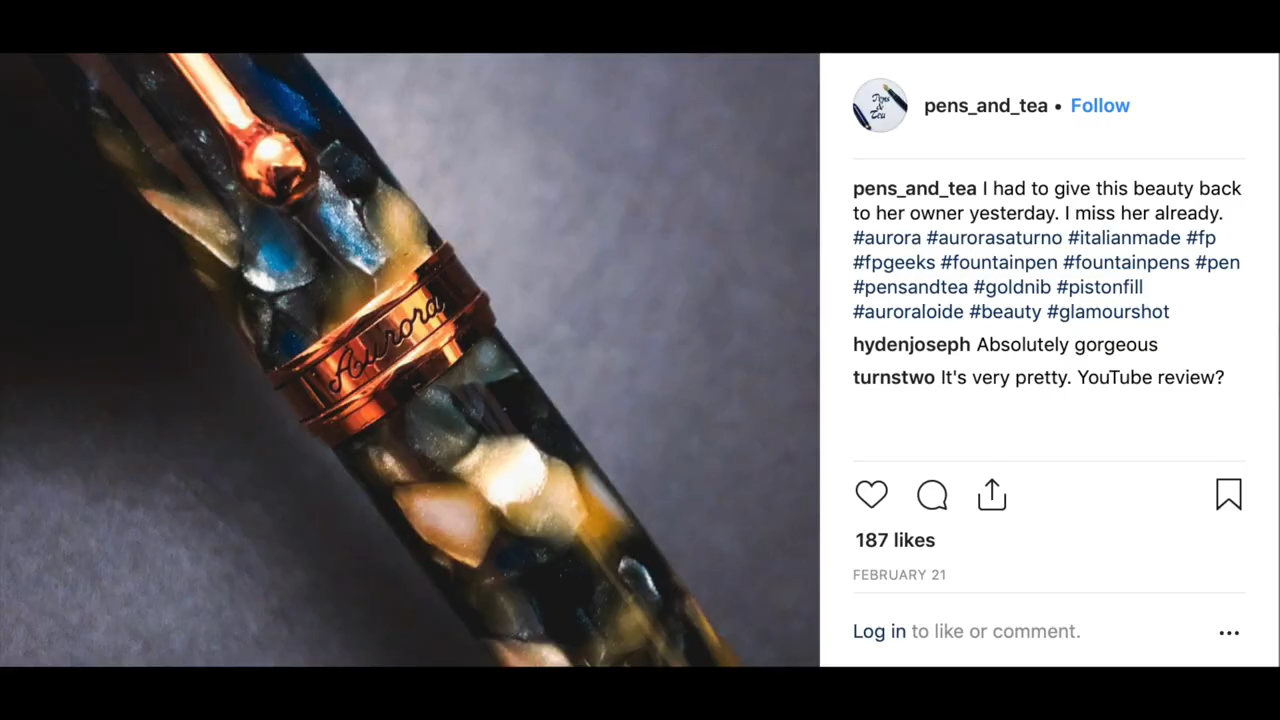 Aurora
Pens
&
Tea
pens_and_tea • Follow
pens_and_tea I had to give this beauty back
to her owner yesterday. I miss her already.
#aurora #aurorasaturno #italianmade #fp
#fpgeeks #fountainpen #fountainpens #pen
#pensandtea #goldnib #pistonfill
#auroraloide #beauty #glamourshot
hydenjoseph Absolutely gorgeous
turnstwo It's very pretty. YouTube review?
187 likes
FEBRUARY 21
Log in to like or comment.